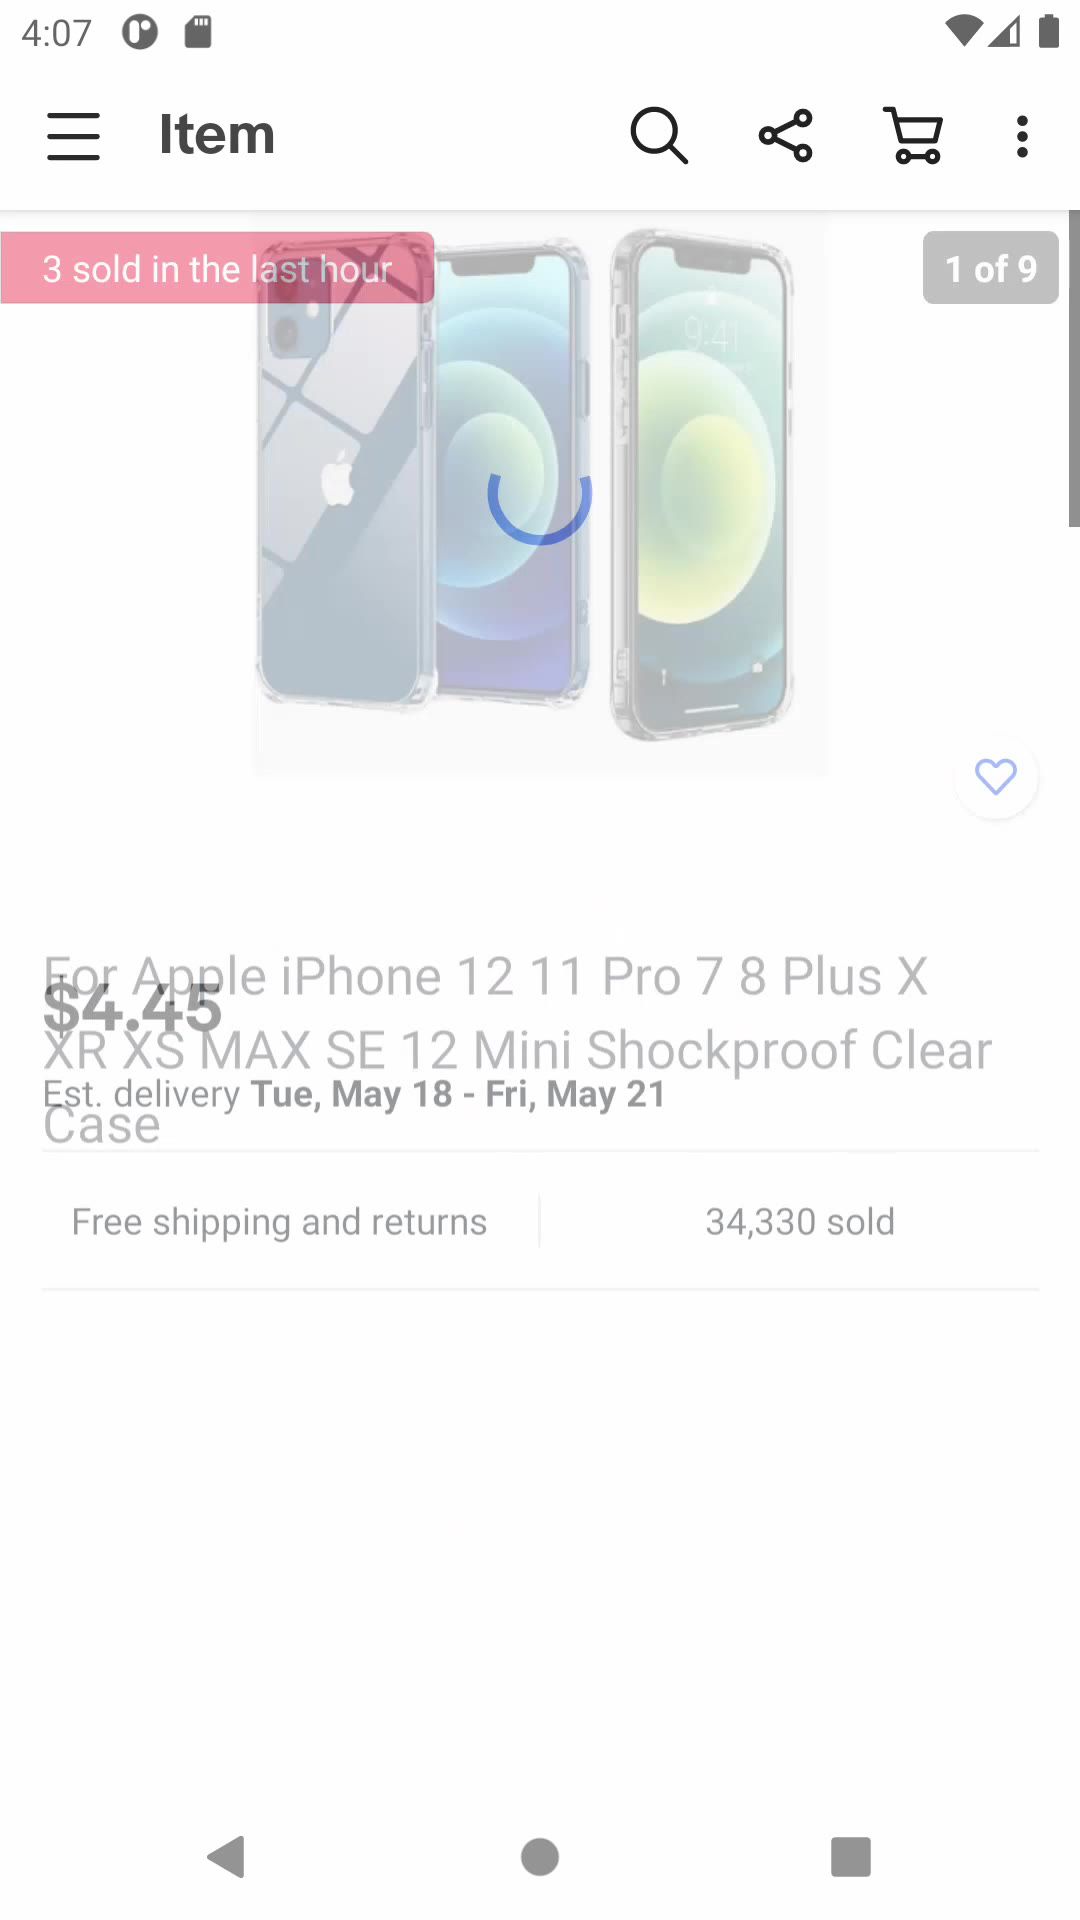 4:07
Item
3 sold in the last hour
1 of 9
9:41
For Apple iPhone 12 11 Pro 7 8 Plus X
$4.45
XR XS MAX SE 12 Mini Shockproof Clear
Est. delivery Tue, May 18 - Fri, May 21
Case
Free shipping and returns
34,330 sold